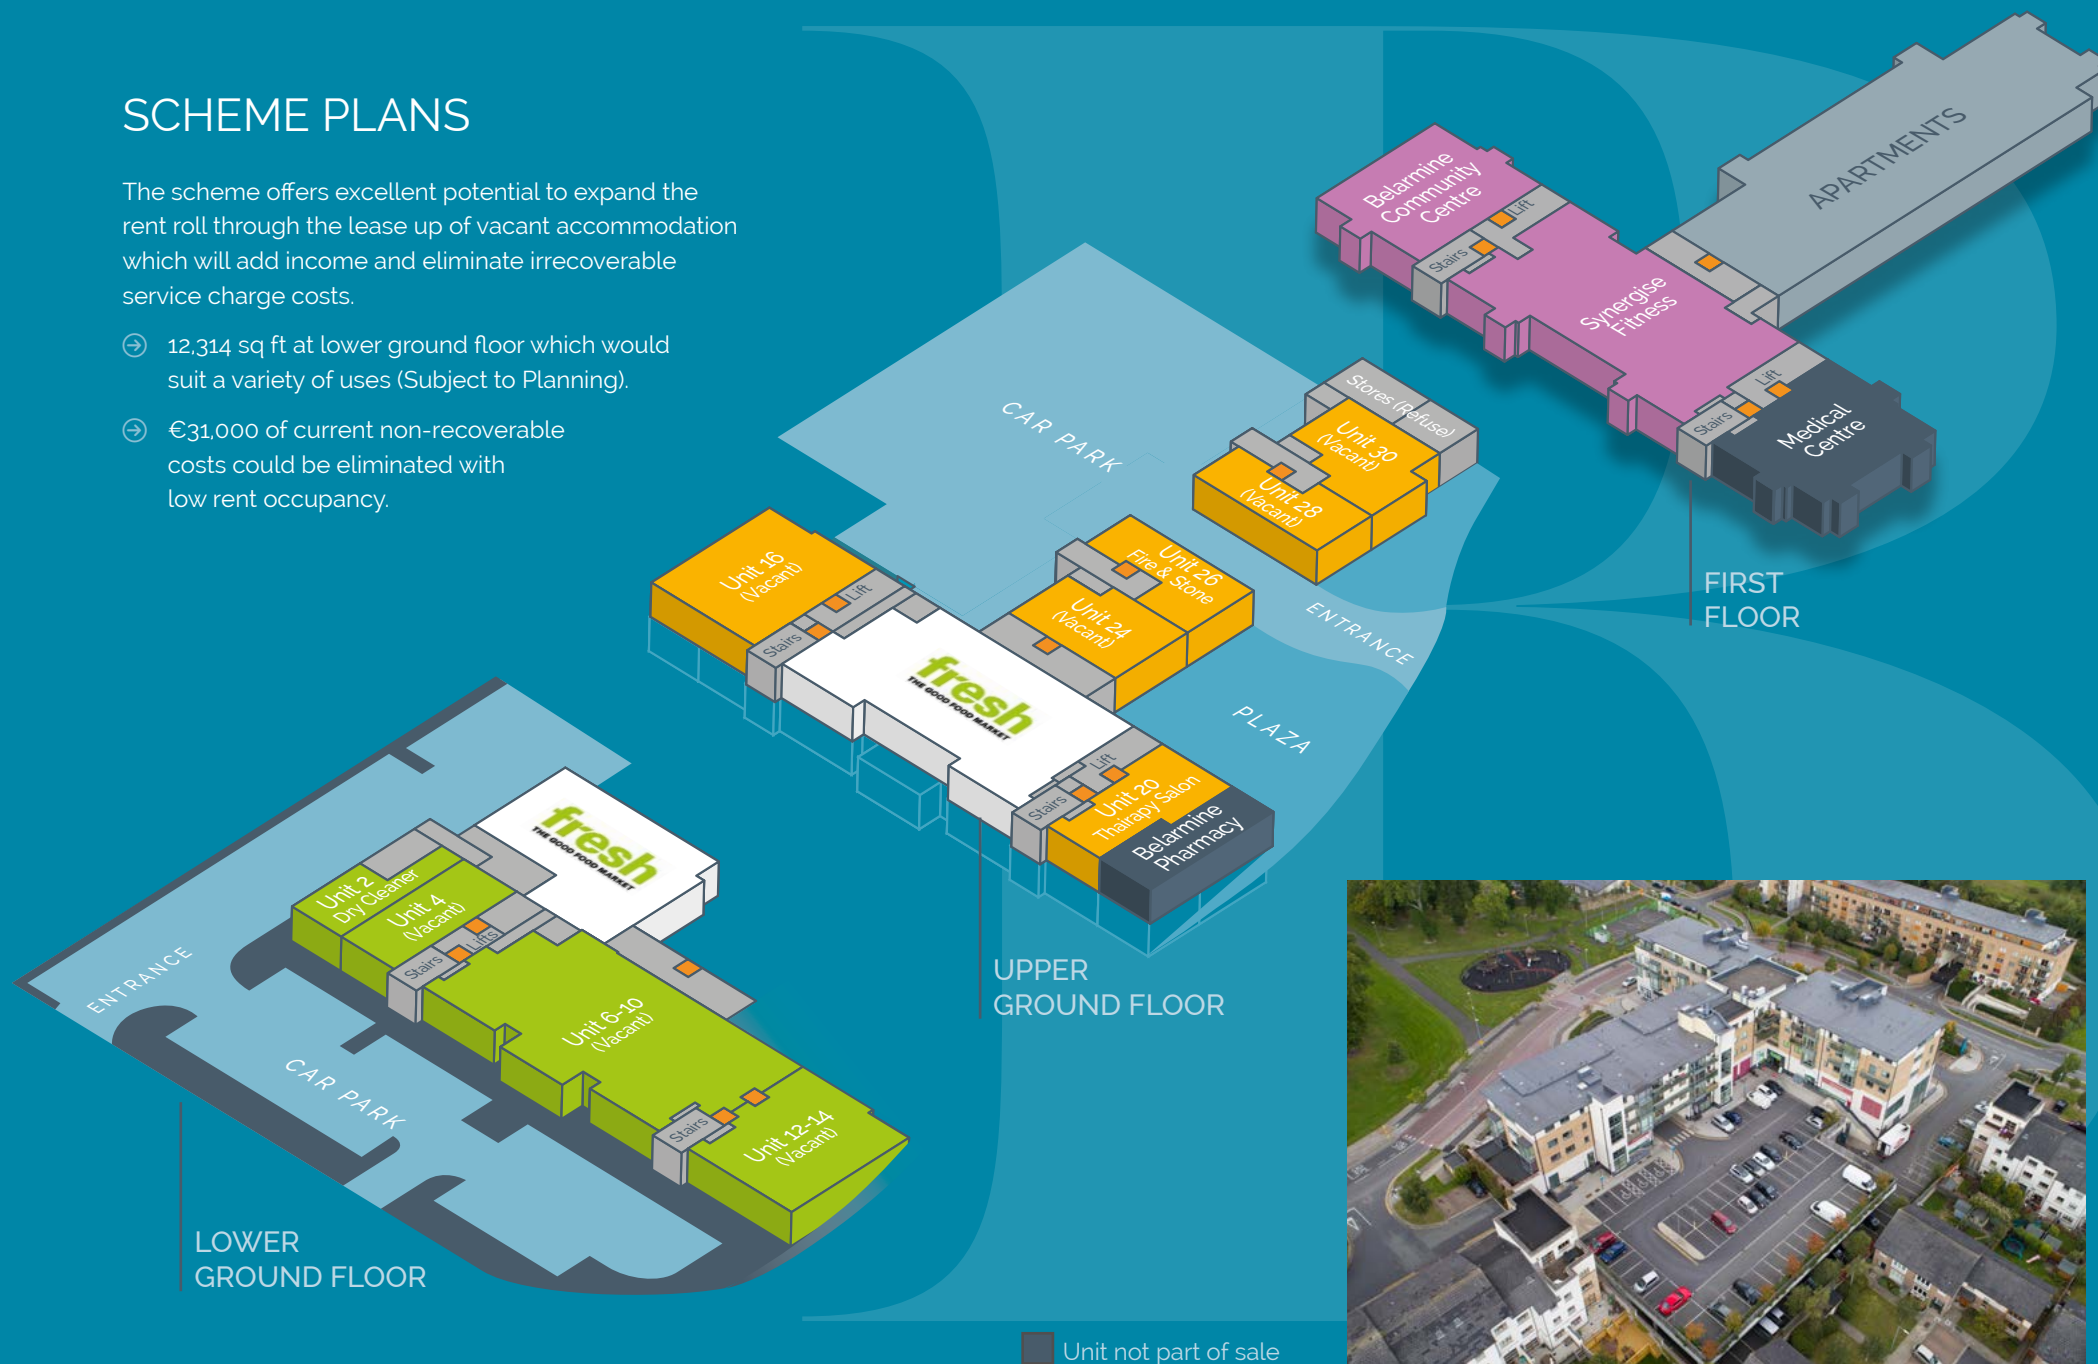 SCHEME PLANS
The scheme offers excellent potential to expand the
rent roll through the lease up of vacant accommodation
which will add income and eliminate irrecoverable
service charge costs.
12,314 sq ft at lower ground floor which would
suit a variety of uses (Subject to Planning).
€31,000 of current non-recoverable
costs could be eliminated with
low rent occupancy.
APARTMENTS
Belarmine
Community
Centre
Lift
Stairs
Synergise
Fitness
Lift
Stairs
Medical
Centre
FIRST
FLOOR
CAR PARK
Stores (Refuse)
Unit 30
(Vacant)
Unit 28
(Vacant)
Unit 26
Fire & Stone
Unit 24
(Vacant)
ENTRANCE
PLAZA
Unit 16
(Vacant)
Lift
Stairs
fresh
THE GOOD FOOD MARKET
Lift
Stairs
Unit 20
Thairapy Salon
Belarmine
Pharmacy
UPPER
GROUND FLOOR
fresh
THE GOOD FOOD MARKET
Unit 2
Dry Cleaner
Unit 4
(Vacant)
Lifts
Stairs
ENTRANCE
CAR PARK
Unit 6-10
(Vacant)
Stairs
Unit 12-14
(Vacant)
LOWER
GROUND FLOOR
Unit not part of sale